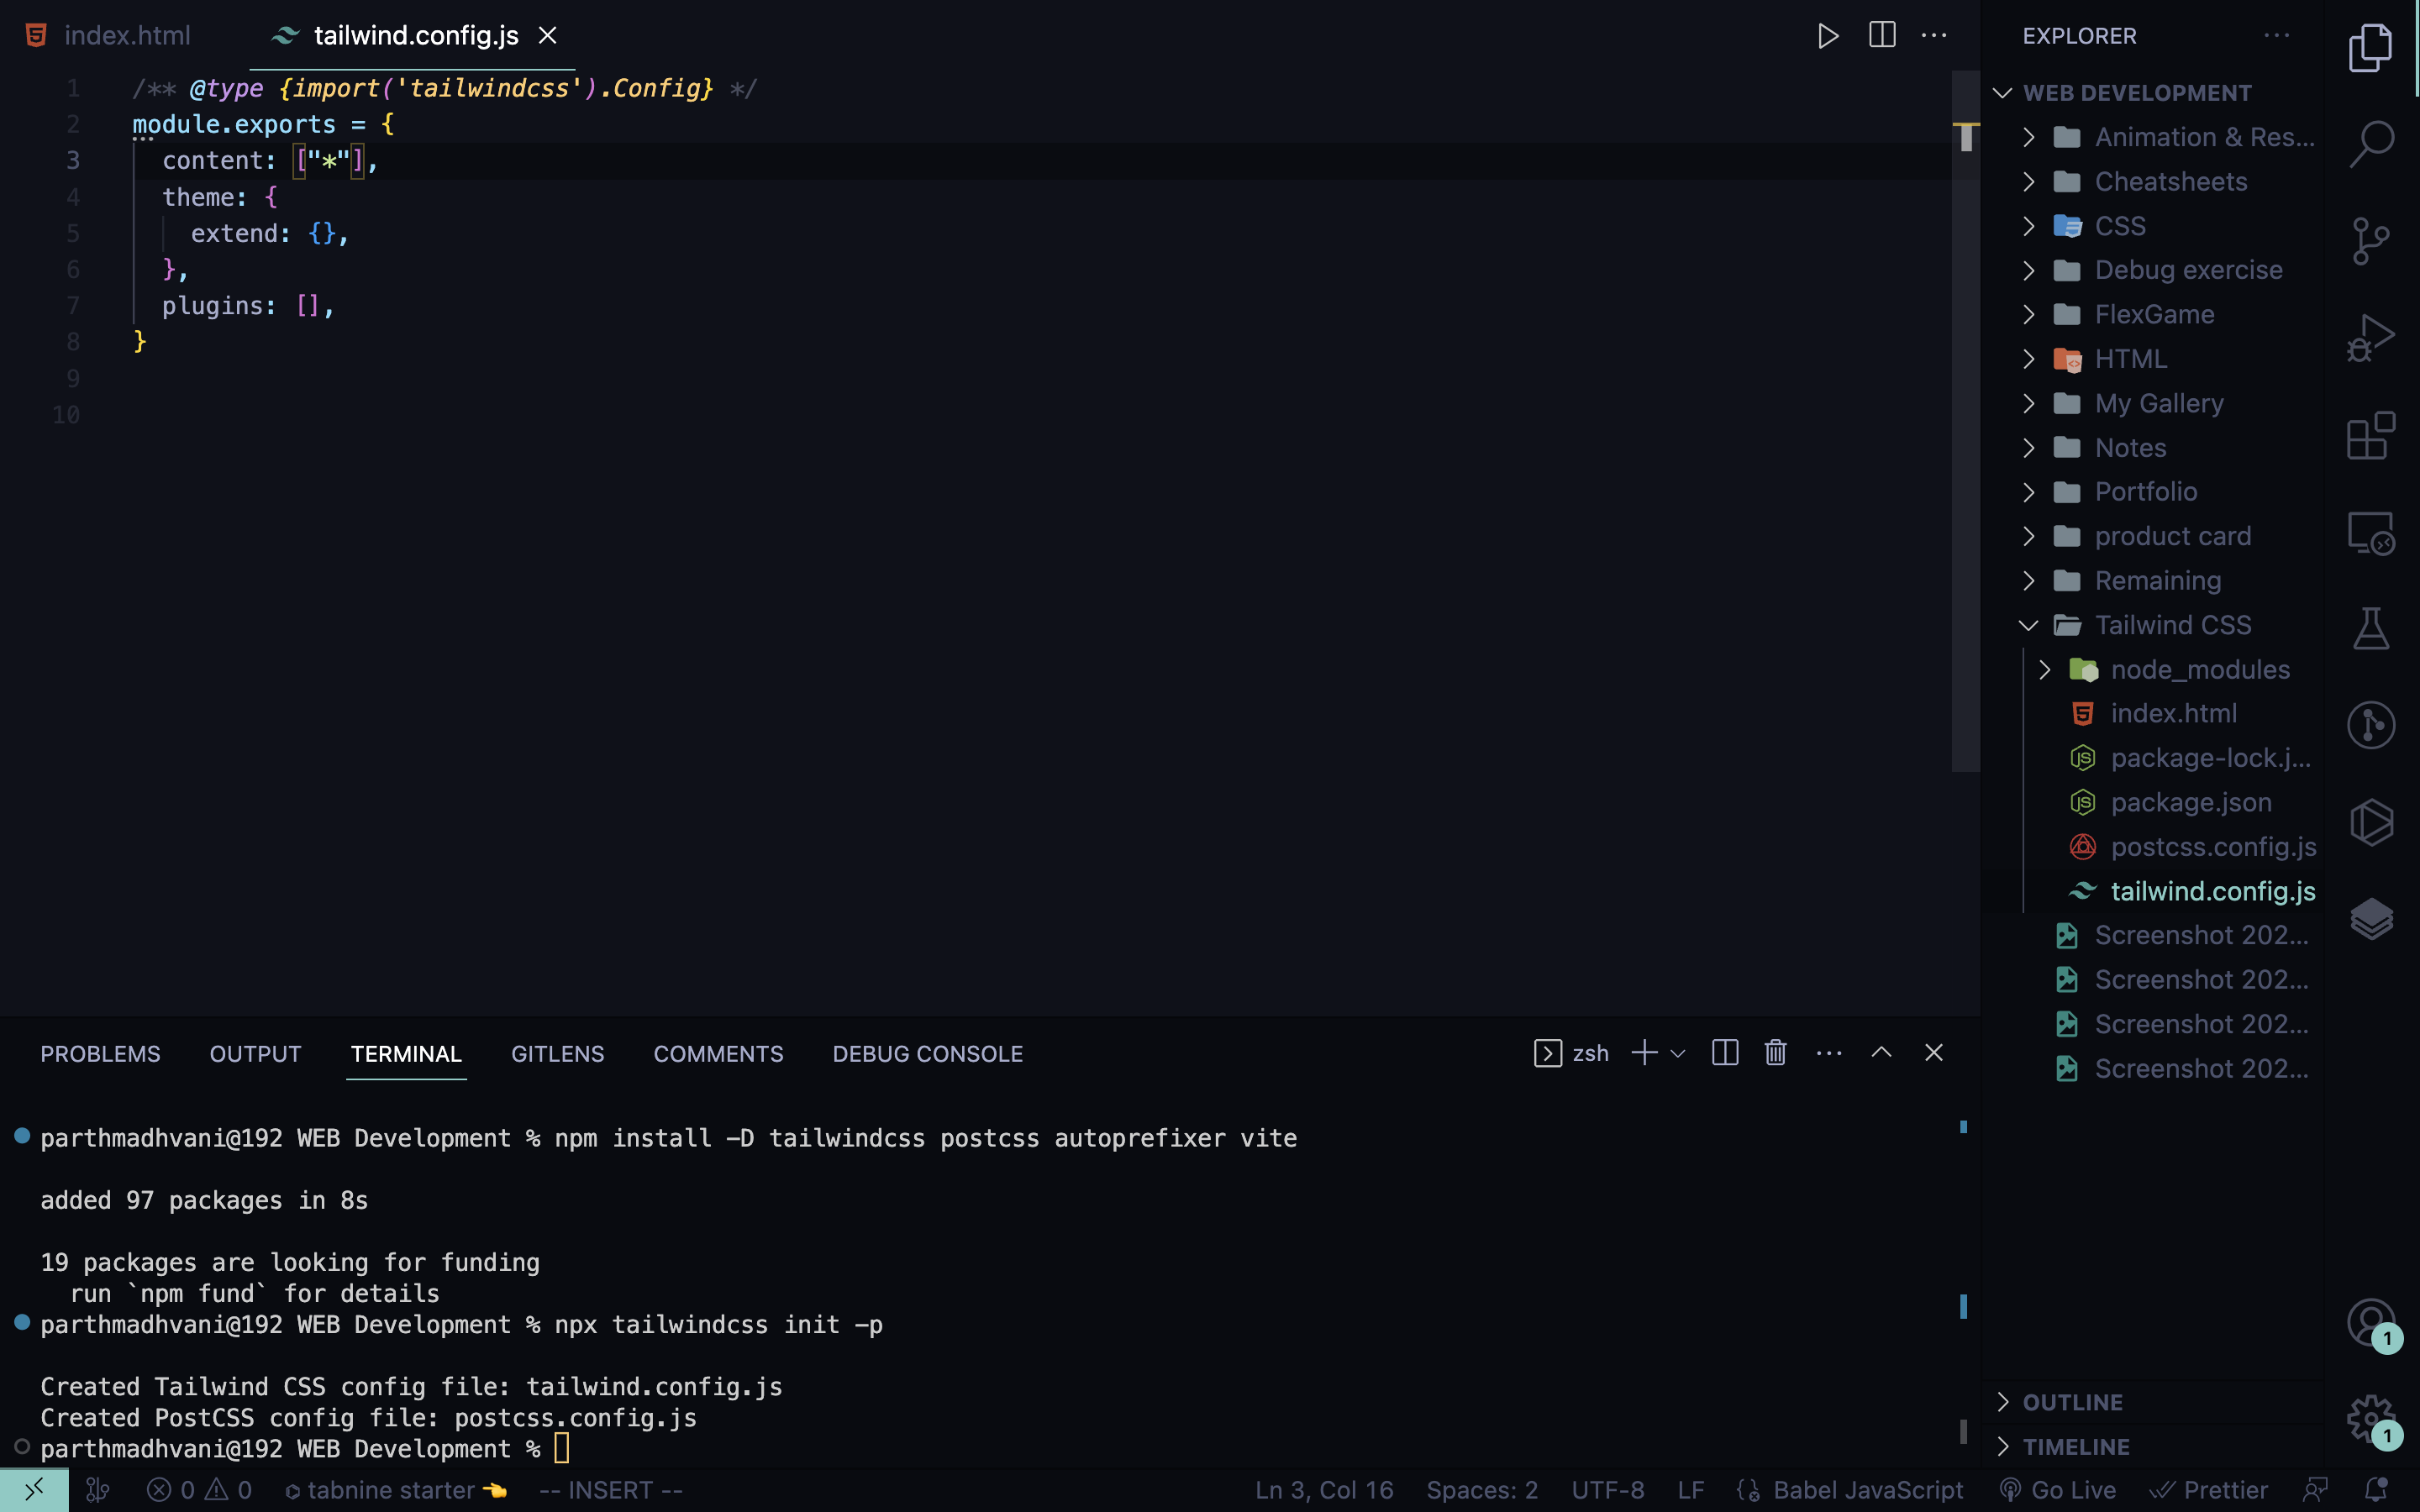 index.html
tailwind.config.js
1 /** @type {import('tailwindcss').Config} */
2 module.exports = {
3 content: ["*"],
4 theme: {
5 extend: {},
6 },
7 plugins: [],
8 }
9
10
PROBLEMS OUTPUT TERMINAL GITLENS COMMENTS DEBUG CONSOLE
zsh
parthmadhvani@192 WEB Development % npm install -D tailwindcss postcss autoprefixer vite
added 97 packages in 8s
19 packages are looking for funding
run `npm fund` for details
parthmadhvani@192 WEB Development % npx tailwindcss init -p
Created Tailwind CSS config file: tailwind.config.js
Created PostCSS config file: postcss.config.js
parthmadhvani@192 WEB Development %
EXPLORER
WEB DEVELOPMENT
Animation & Res...
Cheatsheets
CSS
Debug exercise
FlexGame
HTML
My Gallery
Notes
Portfolio
product card
Remaining
Tailwind CSS
node_modules
index.html
package-lock.j...
package.json
postcss.config.js
tailwind.config.js
Screenshot 202...
Screenshot 202...
Screenshot 202...
Screenshot 202...
OUTLINE
TIMELINE
1
1
0 0 tabnine starter -- INSERT -- Ln 3, Col 16 Spaces: 2 UTF-8 LF Babel JavaScript Go Live Prettier